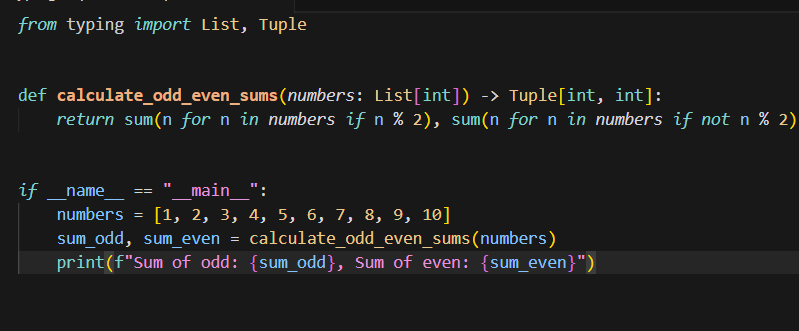 from typing import List, Tuple
def calculate_odd_even_sums(numbers: List[int]) -> Tuple[int, int]:
    return sum(n for n in numbers if n % 2), sum(n for n in numbers if not n % 2)
if __name__ == "__main__":
    numbers = [1, 2, 3, 4, 5, 6, 7, 8, 9, 10]
    sum_odd, sum_even = calculate_odd_even_sums(numbers)
    print(f"Sum of odd: {sum_odd}, Sum of even: {sum_even}")